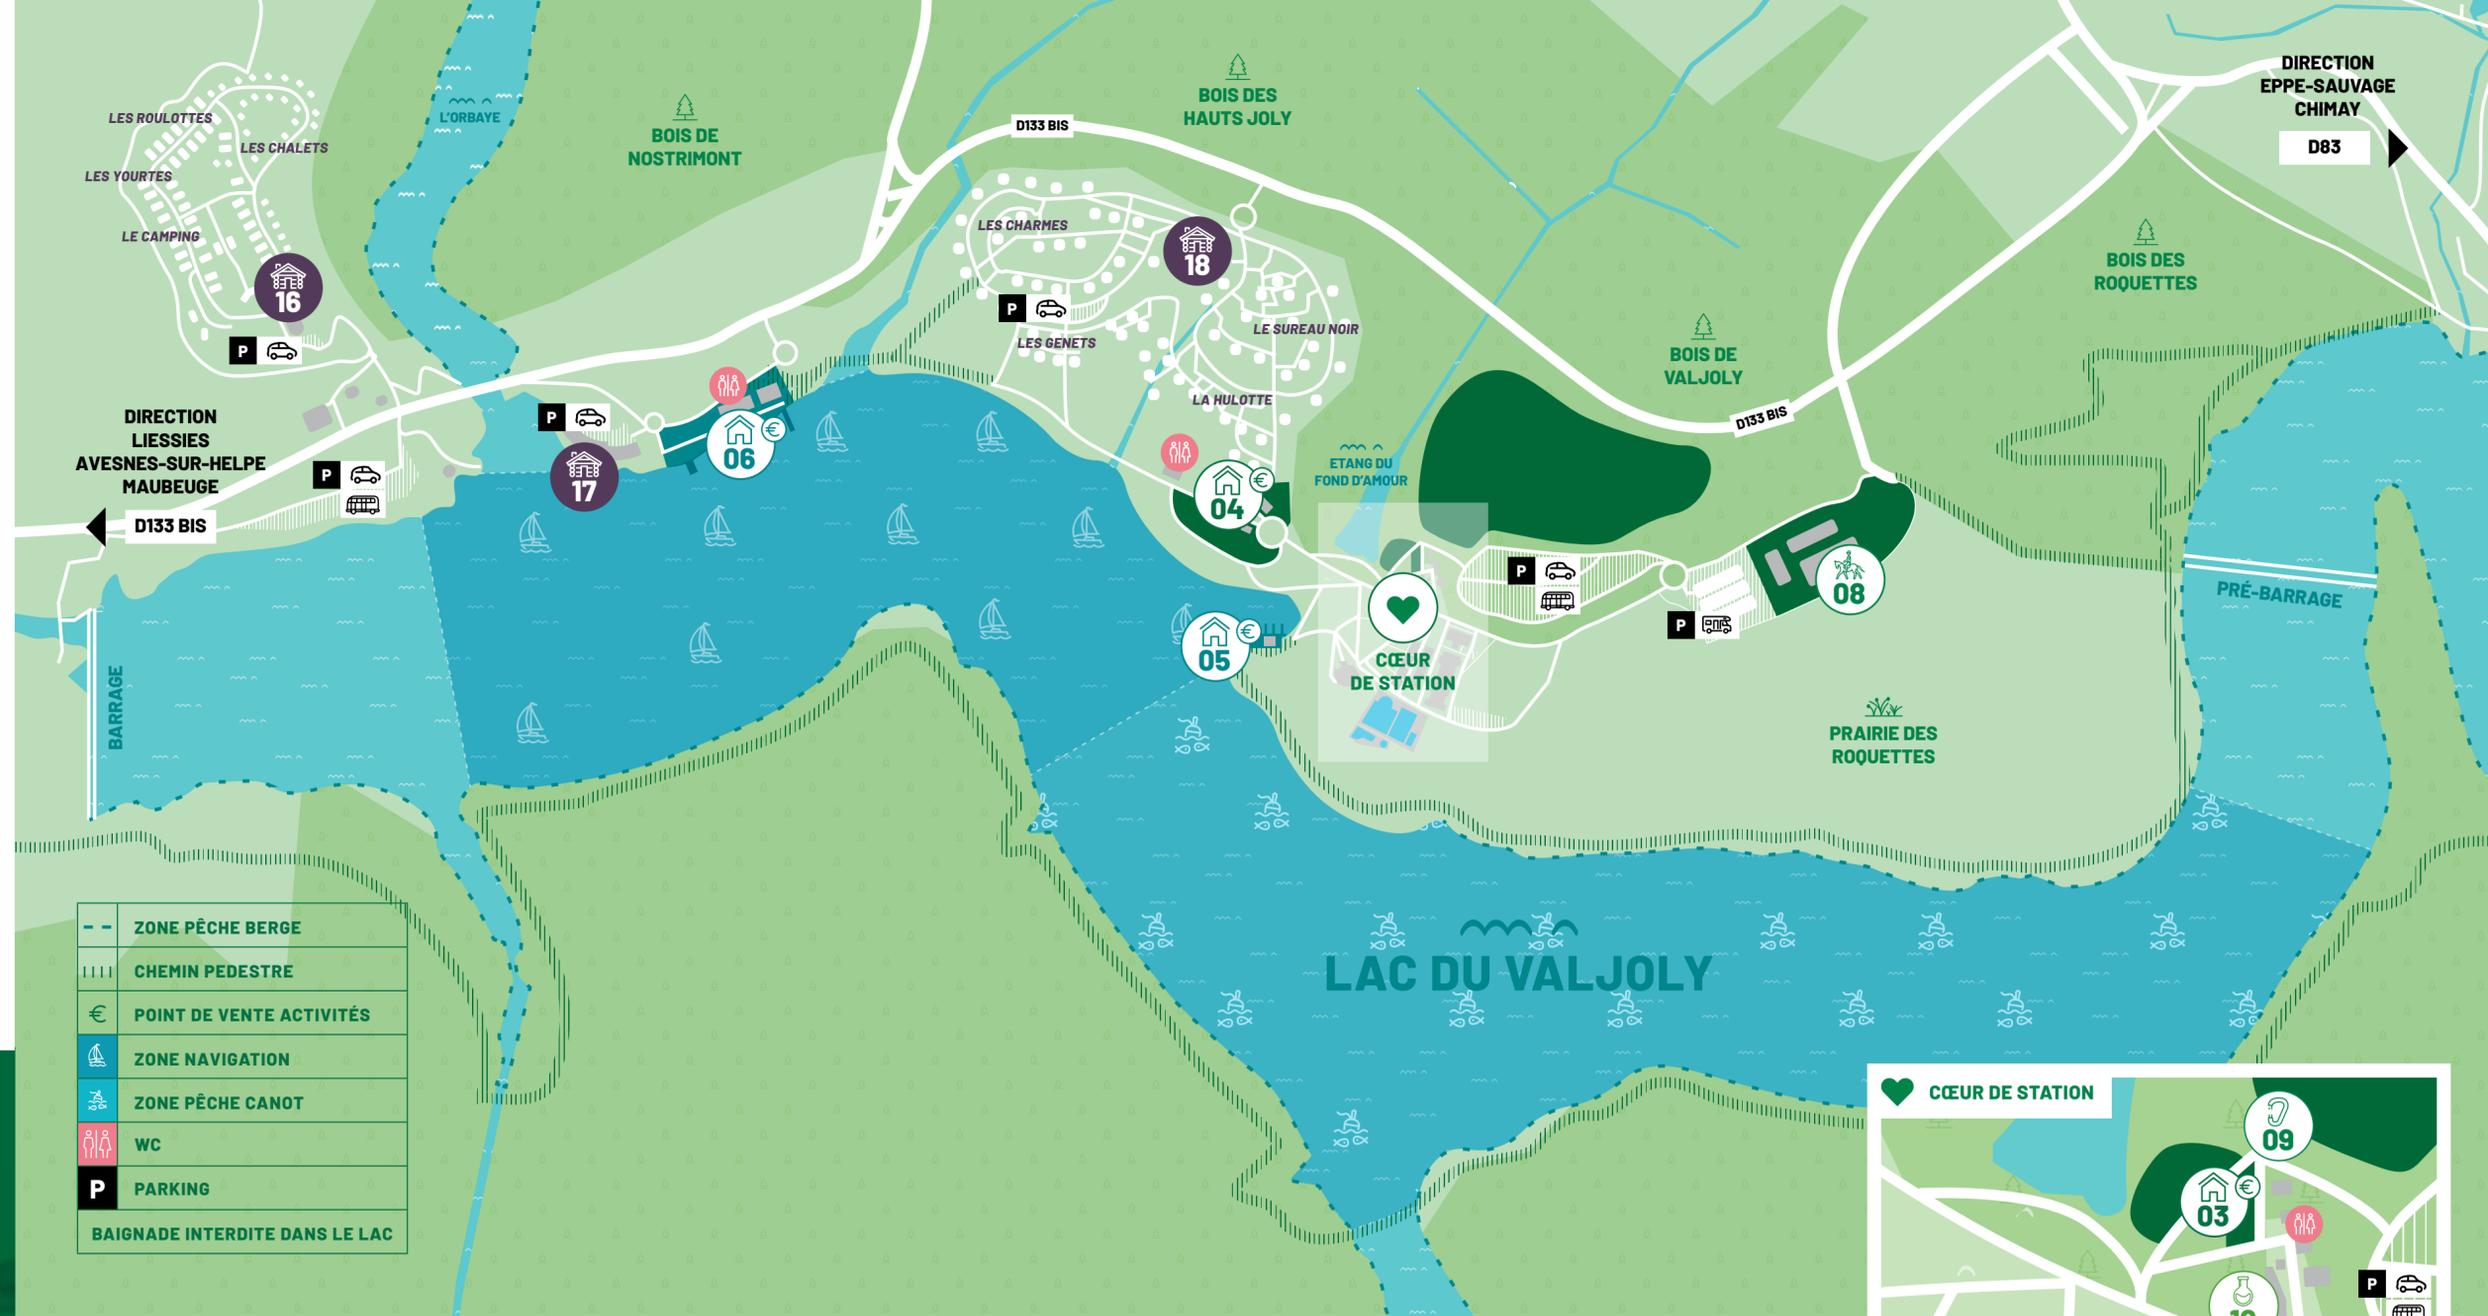 LES ROULOTTES
LES CHALETS
LES YOURTES
LE CAMPING
16
P
L'ORBAYE
BOIS DE
NOSTRIMONT
D133 BIS
BOIS DES
HAUTS JOLY
DIRECTION
EPPE-SAUVAGE
CHIMAY
D83
LES CHARMES
18
P
LES GENETS
LE SUREAU NOIR
LA HULOTTE
BOIS DES
ROQUETTES
BOIS DE
VALJOLY
D133 BIS
DIRECTION
LIESSIES
AVESNES-SUR-HELPE
MAUBEUGE
D133 BIS
P
P
17
€
06
€
04
ETANG DU
FOND D'AMOUR
P
P
08
€
05
CŒUR
DE STATION
PRÉ-BARRAGE
BARRAGE
PRAIRIE DES
ROQUETTES
LAC DU VALJOLY
ZONE PÊCHE BERGE
CHEMIN PEDESTRE
€ POINT DE VENTE ACTIVITÉS
ZONE NAVIGATION
ZONE PÊCHE CANOT
WC
P PARKING
BAIGNADE INTERDITE DANS LE LAC
CŒUR DE STATION
09
€
03
P